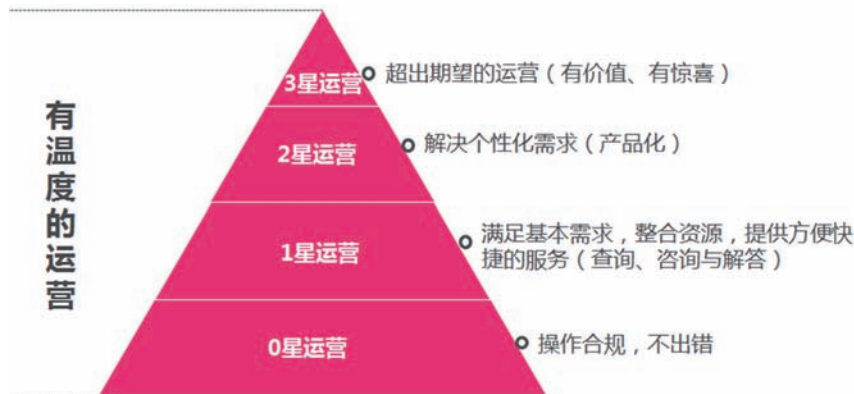 有温度的运营
3星运营
超出期望的运营（有价值、有惊喜）
2星运营
解决个性化需求（产品化）
1星运营
满足基本需求，整合资源，提供方便快
捷的服务（查询、咨询与解答）
0星运营
操作合规，不出错